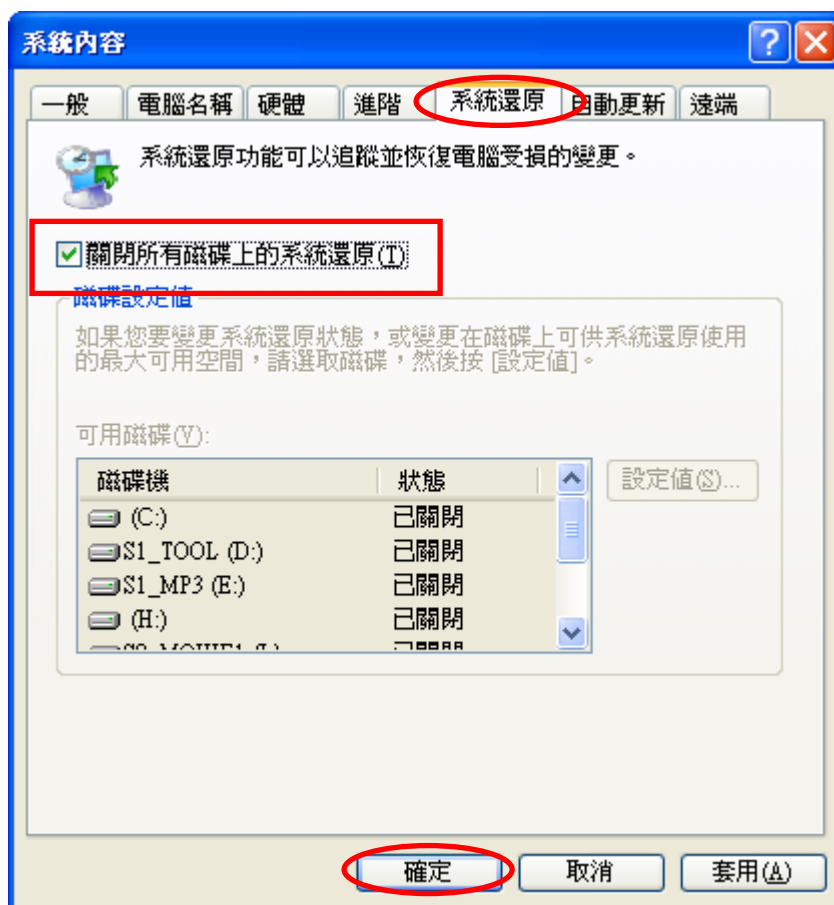 系統內容
一般 電腦名稱 硬體 進階 系統還原 自動更新 遠端
系統還原功能可以追蹤並恢復電腦受損的變更。
關閉所有磁碟上的系統還原(T)
磁碟設定值
如果您要變更系統還原狀態，或變更在磁碟上可供系統還原使用
的最大可用空間，請選取磁碟，然後按 [設定值]。
可用磁碟(V):
磁碟機 狀態 設定值(S)...
(C:) 已關閉
S1_TOOL (D:) 已關閉
S1_MP3 (E:) 已關閉
(H:) 已關閉
已關閉
確定 取消 套用(A)